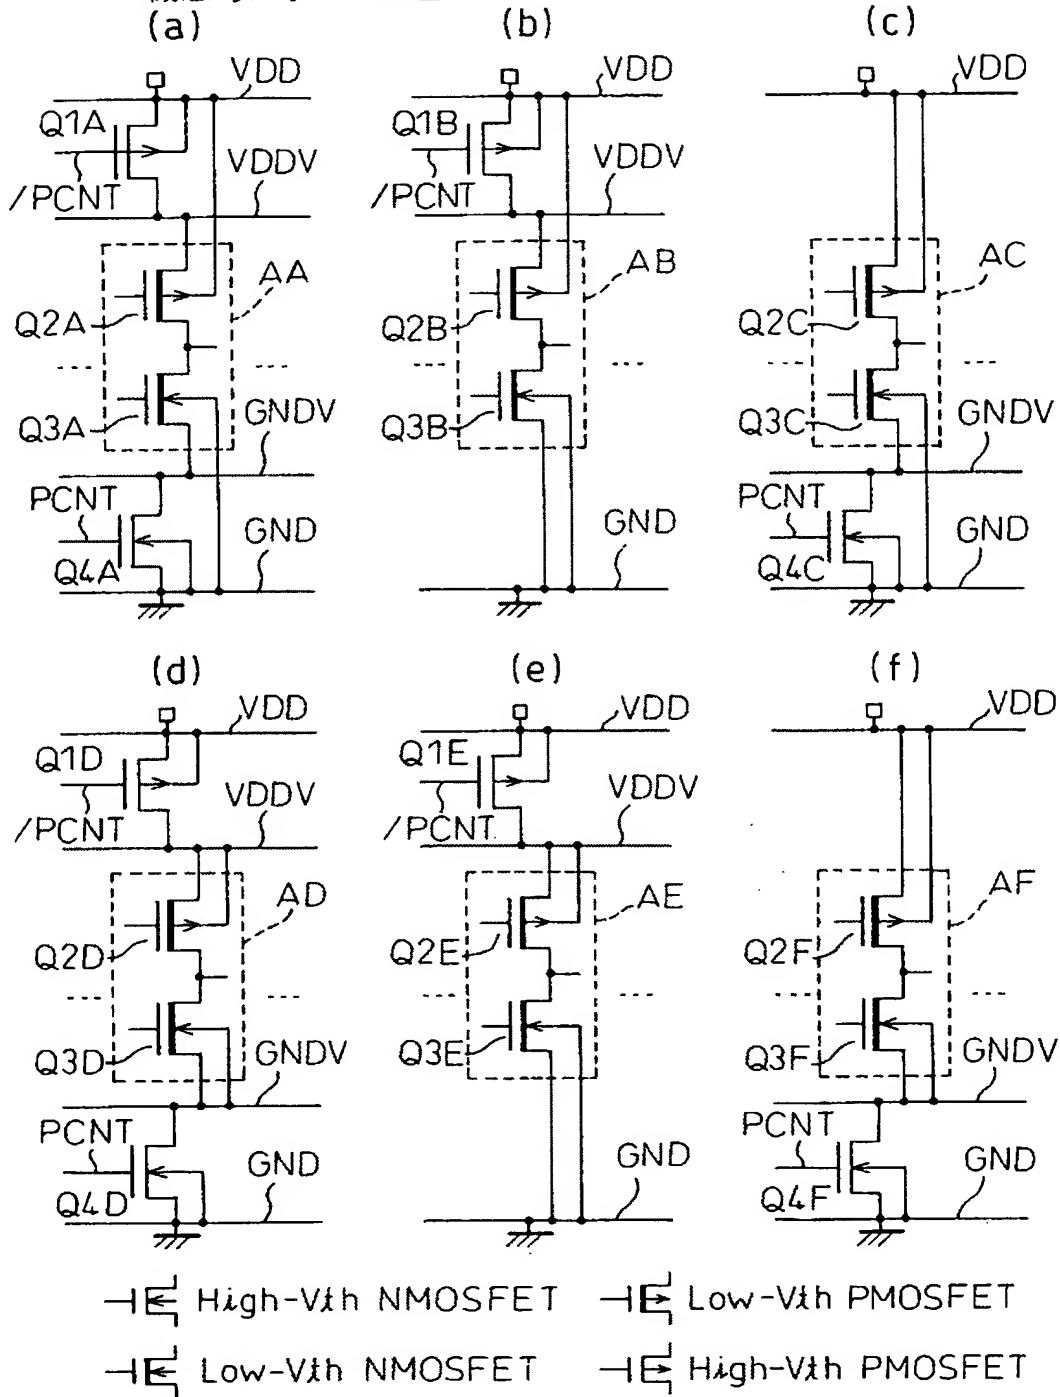 (a)
(b)
(c)
VDD
VDD
VDD
Q1A
Q1B
/PCNT
VDDV
/PCNT
VDDV
AA
AB
AC
Q2A
Q2B
Q2C
Q3A
GNDV
Q3B
Q3C
GNDV
PCNT
GND
GND
PCNT
GND
Q4A
Q4C
(d)
(e)
(f)
VDD
VDD
VDD
Q1D
Q1E
/PCNT
VDDV
/PCNT
VDDV
AD
AE
AF
Q2D
Q2E
Q2F
Q3D
GNDV
Q3E
Q3F
GNDV
PCNT
GND
GND
PCNT
GND
Q4D
Q4F
High-Vth NMOSFET
Low-Vth PMOSFET
Low-Vth NMOSFET
High-Vth PMOSFET